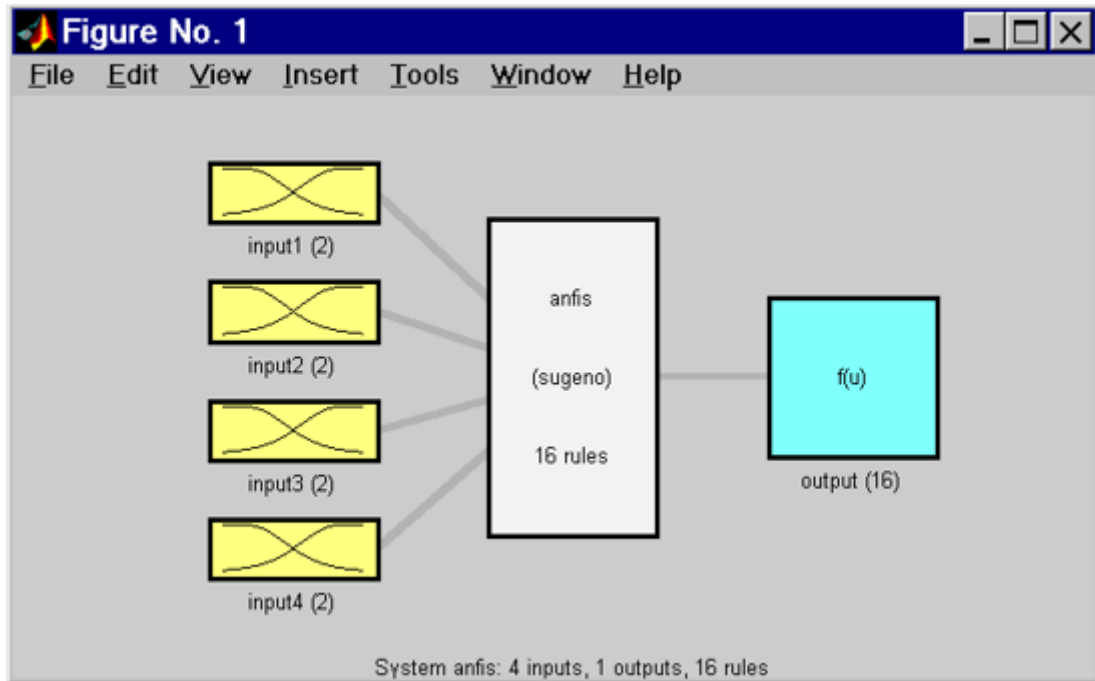 Figure No. 1
File Edit View Insert Tools Window Help
input1 (2)
input2 (2)
input3 (2)
input4 (2)
anfis
(sugeno)
16 rules
f(u)
output (16)
System anfis: 4 inputs, 1 outputs, 16 rules